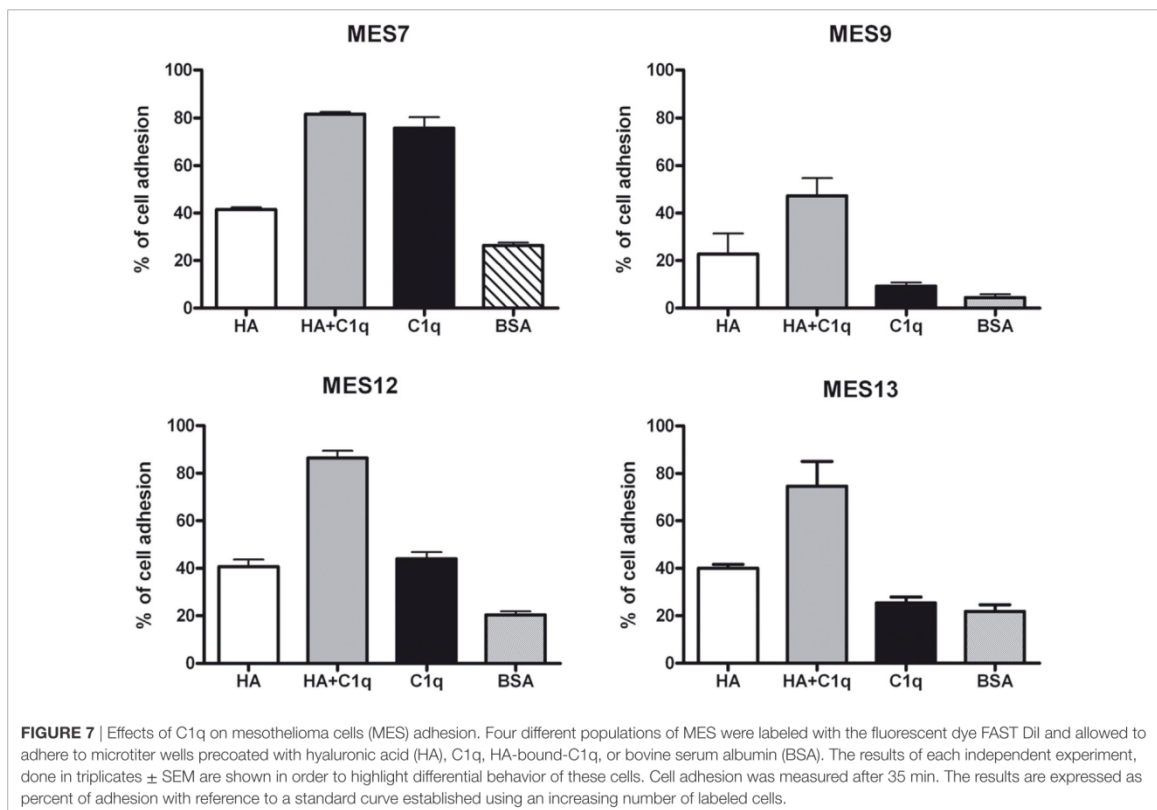 MES7
% of cell adhesion
100
80
60
40
20
0
HA HA+C1q C1q BSA
MES9
% of cell adhesion
100
80
60
40
20
0
HA HA+C1q C1q BSA
MES12
% of cell adhesion
100
80
60
40
20
0
HA HA+C1q C1q BSA
MES13
% of cell adhesion
100
80
60
40
20
0
HA HA+C1q C1q BSA
FIGURE 7 | Effects of C1q on mesothelioma cells (MES) adhesion. Four different populations of MES were labeled with the fluorescent dye FAST DiI and allowed to
adhere to microtiter wells precoated with hyaluronic acid (HA), C1q, HA-bound-C1q, or bovine serum albumin (BSA). The results of each independent experiment,
done in triplicates ± SEM are shown in order to highlight differential behavior of these cells. Cell adhesion was measured after 35 min. The results are expressed as
percent of adhesion with reference to a standard curve established using an increasing number of labeled cells.